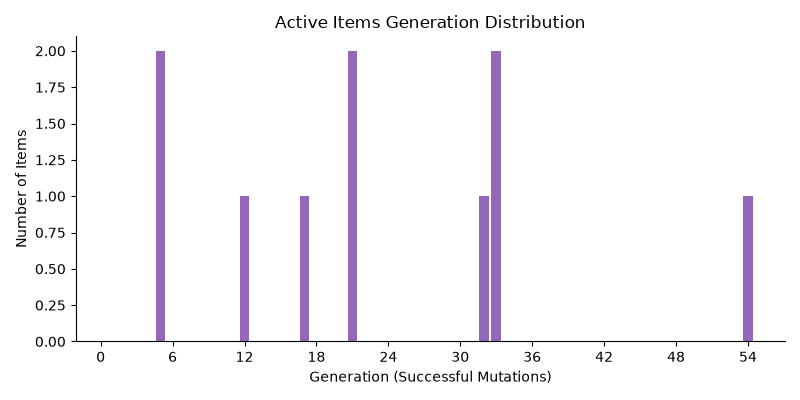 Active Items Generation Distribution
Number of Items
2.00
1.75
1.50
1.25
1.00
0.75
0.50
0.25
0.00
0 6 12 18 24 30 36 42 48 54
Generation (Successful Mutations)